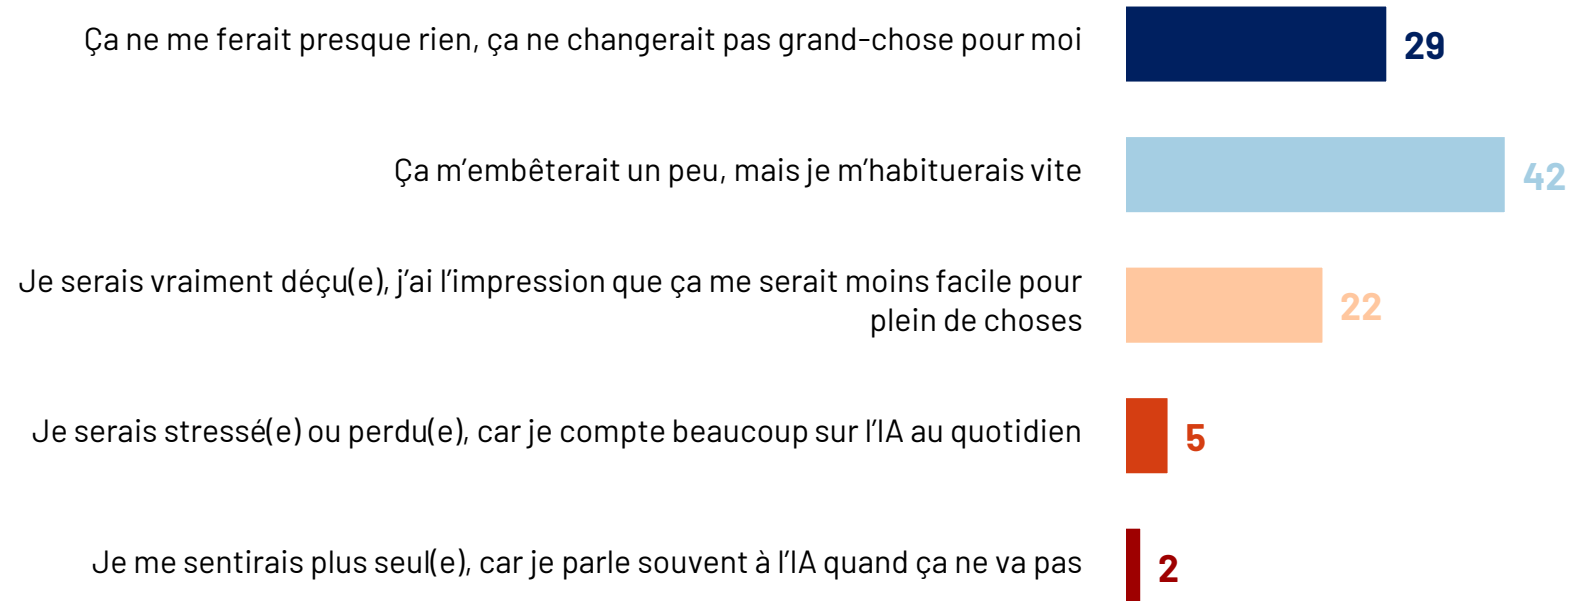 Ça ne me ferait presque rien, ça ne changerait pas grand-chose pour moi
29
Ça m’embêterait un peu, mais je m’habituerais vite
42
Je serais vraiment déçu(e), j’ai l’impression que ça me serait moins facile pour
plein de choses
22
Je serais stressé(e) ou perdu(e), car je compte beaucoup sur l’IA au quotidien
5
Je me sentirais plus seul(e), car je parle souvent à l’IA quand ça ne va pas
2